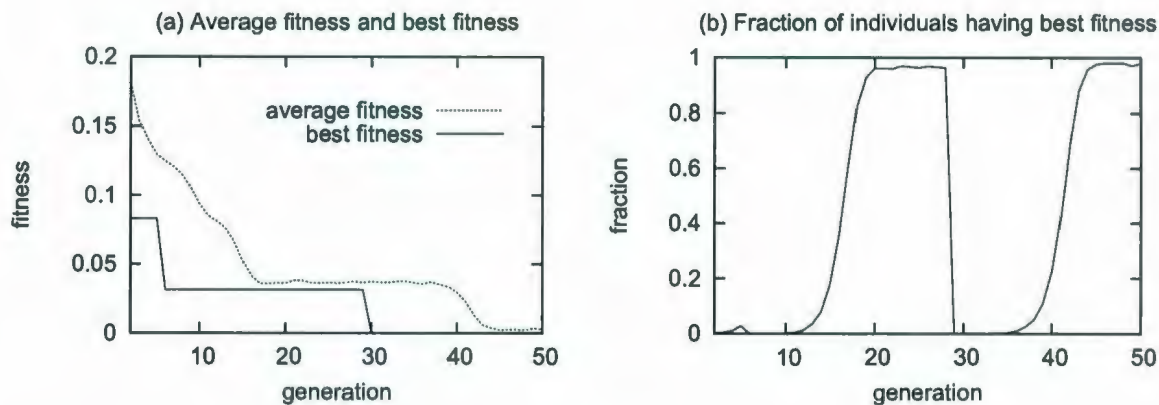 (a) Average fitness and best fitness
0.2
0.15
0.1
0.05
0
fitness
average fitness
best fitness
10
20
30
40
50
generation
(b) Fraction of individuals having best fitness
1
0.8
0.6
0.4
0.2
0
fraction
10
20
30
40
50
generation